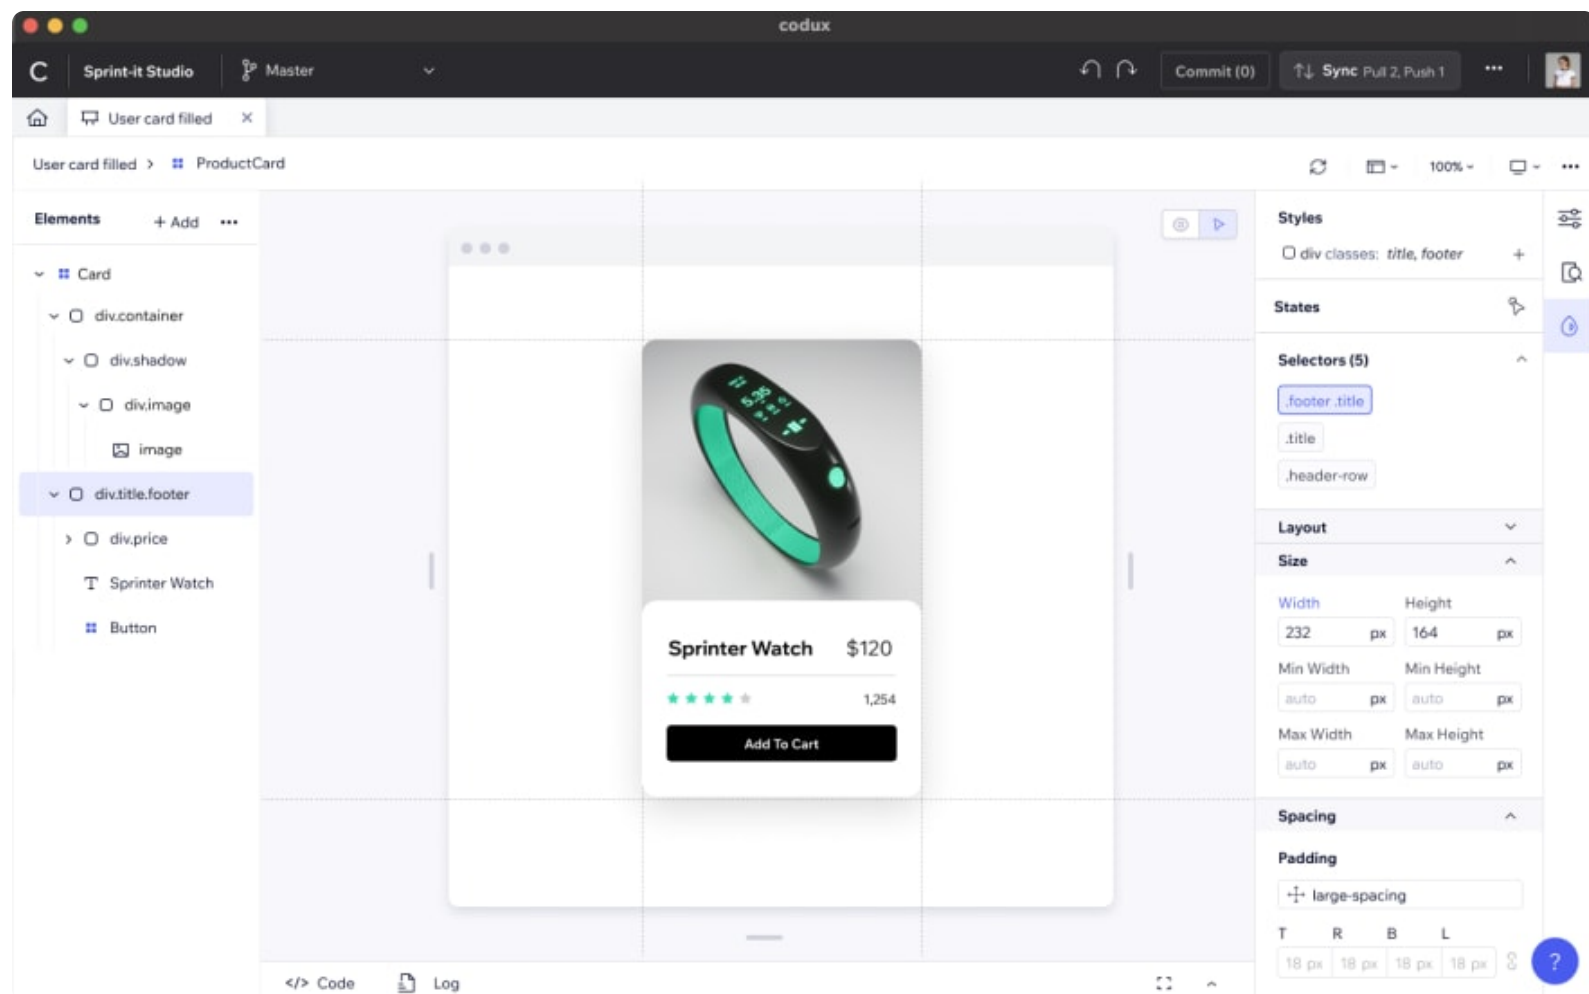 codux
C Sprint-it Studio Master Commit (0) Sync Pull 2, Push 1
User card filled
User card filled > ProductCard 100%
Elements + Add
Card
div.container
div.shadow
div.image
image
div.title.footer
div.price
Sprinter Watch
Button
5.35
Sprinter Watch $120
1,254
Add To Cart
</> Code Log
Styles
div classes: title, footer
States
Selectors (5)
.footer .title
.title
.header-row
Layout
Size
Width Height
232 px 164 px
Min Width Min Height
auto px auto px
Max Width Max Height
auto px auto px
Spacing
Padding
large-spacing
T R B L
18 px 18 px 18 px 18 px
?